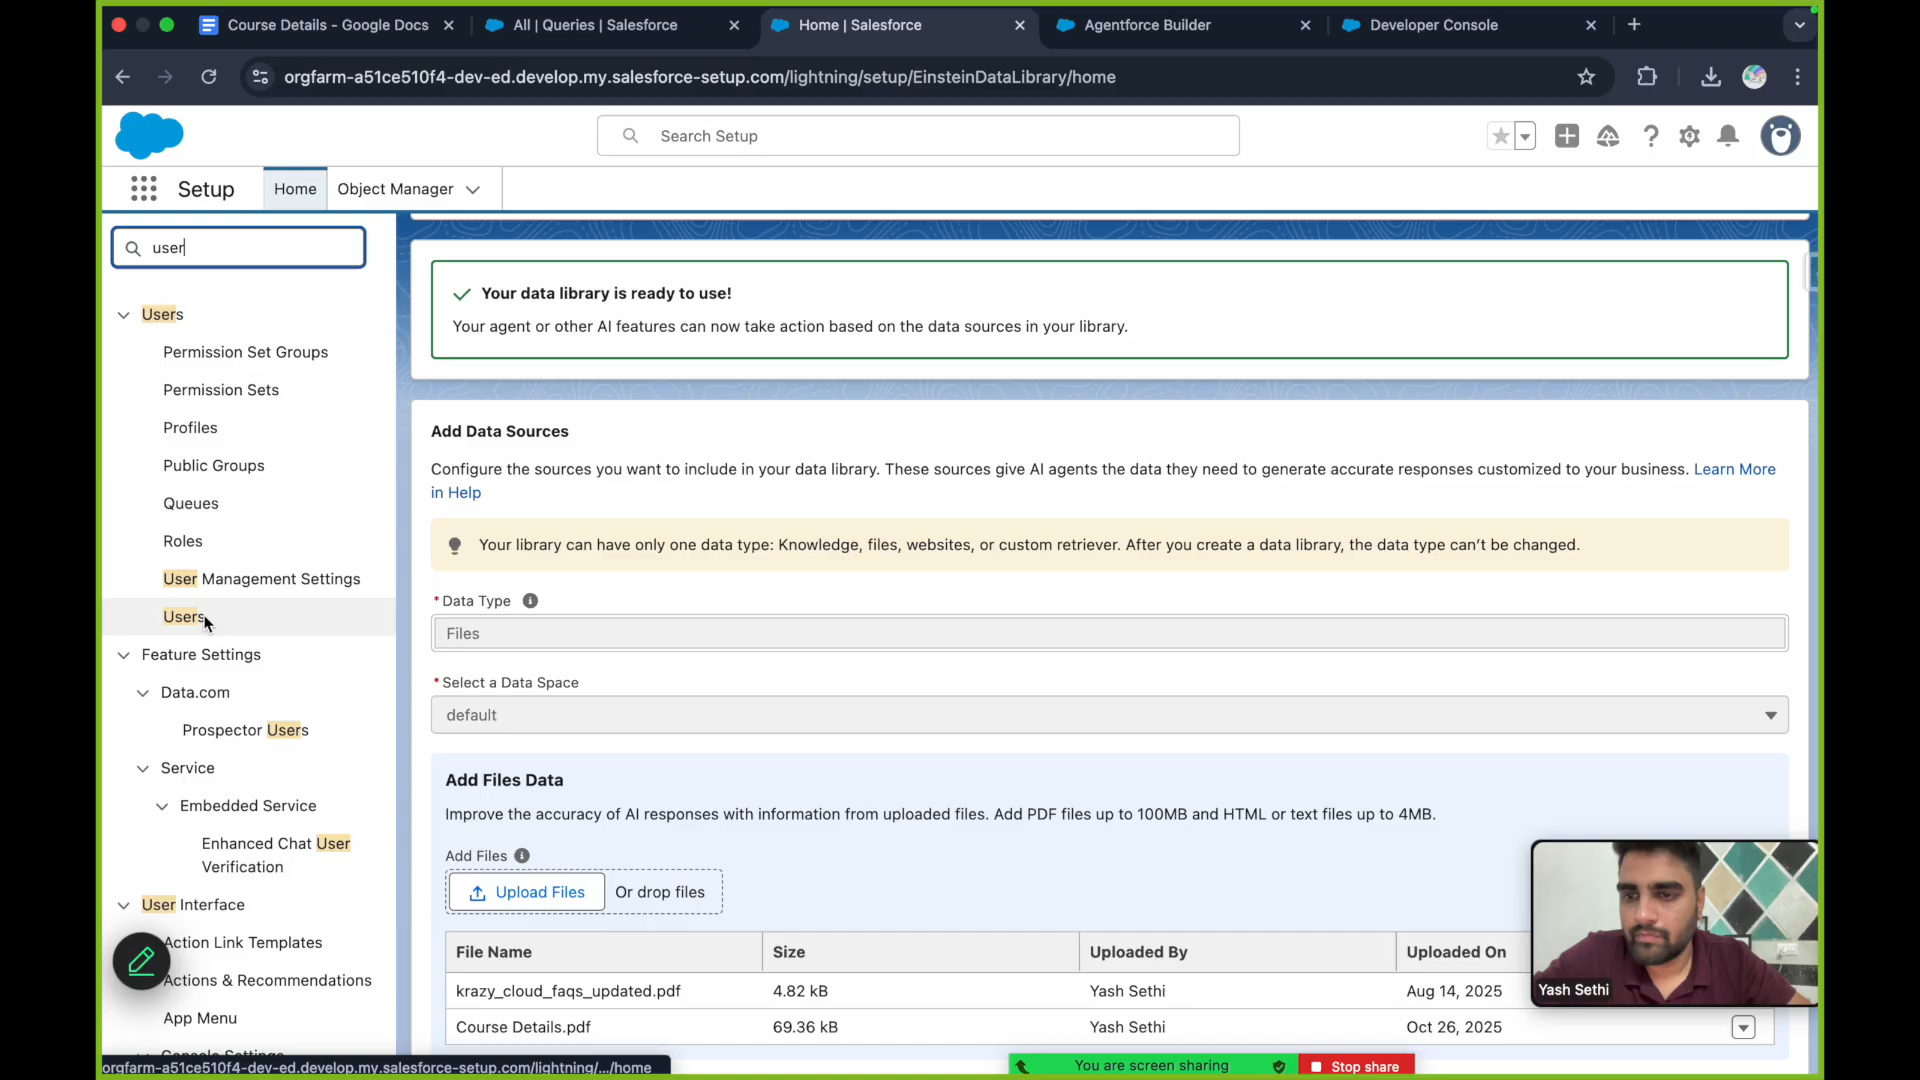 Course Details - Google Docs
All | Queries | Salesforce
Home | Salesforce
Agentforce Builder
Developer Console
orgfarm-a51ce510f4-dev-ed.develop.my.salesforce-setup.com/lightning/setup/EinsteinDataLibrary/home
Search Setup
Setup
Home
Object Manager
user
Users
Permission Set Groups
Permission Sets
Profiles
Public Groups
Queues
Roles
User Management Settings
Users
Feature Settings
Data.com
Prospector Users
Service
Embedded Service
Enhanced Chat User
Verification
User Interface
Action Link Templates
Actions & Recommendations
App Menu
Console Settings
orgfarm-a51ce510f4-dev-ed.develop.my.salesforce-setup.com/lightning/.../home
Your data library is ready to use!
Your agent or other AI features can now take action based on the data sources in your library.
Add Data Sources
Configure the sources you want to include in your data library. These sources give AI agents the data they need to generate accurate responses customized to your business. Learn More
in Help
Your library can have only one data type: Knowledge, files, websites, or custom retriever. After you create a data library, the data type can't be changed.
*Data Type
Files
*Select a Data Space
default
Add Files Data
Improve the accuracy of AI responses with information from uploaded files. Add PDF files up to 100MB and HTML or text files up to 4MB.
Add Files
Upload Files
Or drop files
File Name Size Uploaded By Uploaded On
krazy_cloud_faqs_updated.pdf 4.82 kB Yash Sethi Aug 14, 2025
Course Details.pdf 69.36 kB Yash Sethi Oct 26, 2025
Yash Sethi
You are screen sharing
Stop share